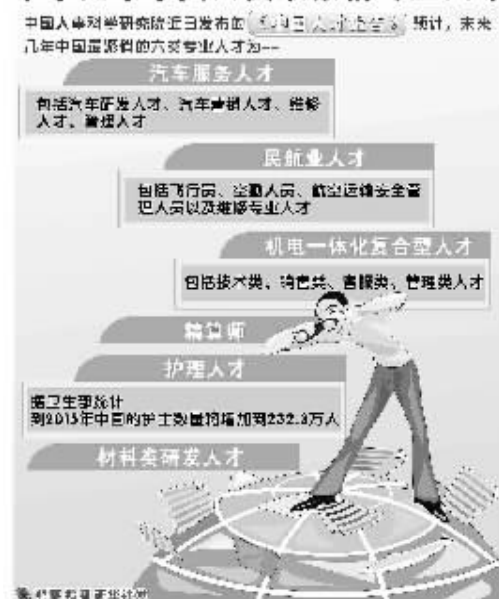 中国人事科学研究院近日发布的 预计，未来
几年中国最紧俏的六类专业人才为--
汽车服务人才
包括汽车研发人才、汽车营销人才、维修
人才、管理人才
民航业人才
包括飞行员、空勤人员、航空运输安全管
理人员以及维修专业人才
机电一体化复合型人才
包括技术类、销售类、客服类、管理类人才
精算师
护理人才
据卫生部统计
到2015年中国的护士数量将增加到232.3万人
材料类研发人才